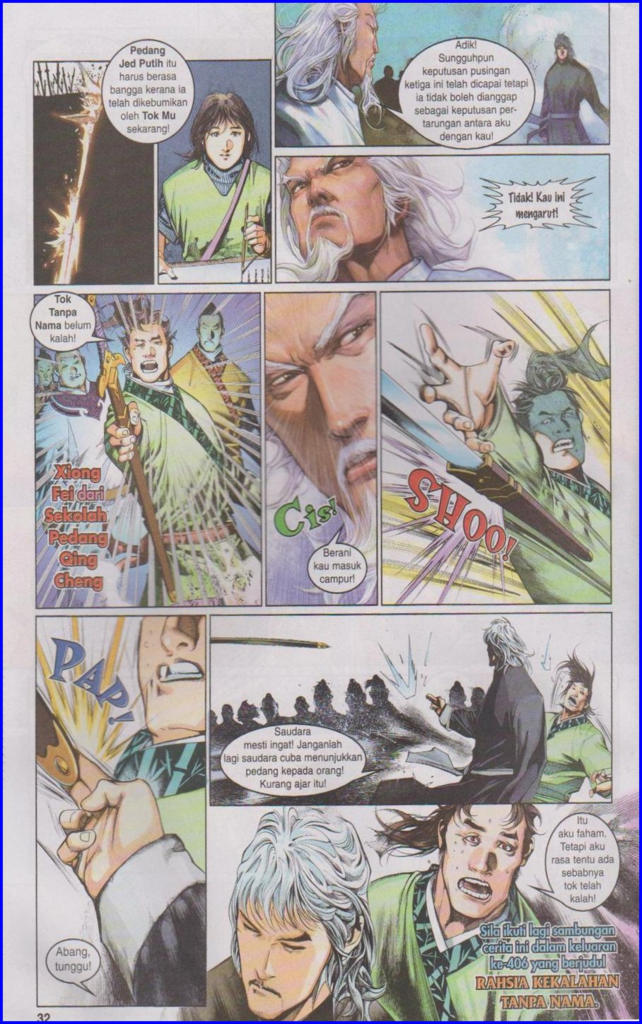 Pedang
Jed Putih itu
harus berasa
bangga kerana ia
telah dikebumikan
oleh Tok Mu
sekarang!
Adik!
Sungguhpun
keputusan pusingan
ketiga ini telah dicapai tetapi
ia tidak boleh dianggap
sebagai keputusan per-
tarungan antara aku
dengan kau!
Tidak! Kau ini
mengarut!
Tok
Tanpa
Nama belum
kalah!
Xiong
Fei dari
Sekolah
Pedang
Qing
Cheng
Cis!
Berani
kau masuk
campur!
SHOO!
PAP!
Abang,
tunggu!
Saudara
mesti ingat! Janganlah
lagi saudara cuba menunjukkan
pedang kepada orang!
Kurang ajar itu!
Itu
aku faham.
Tetapi aku
rasa tentu ada
sebabnya
tok telah
kalah!
Sila ikuti lagi sambungan
cerita ini dalam keluaran
ke-406 yang berjudul
RAHSIA KEKALAHAN
TANPA NAMA.
32